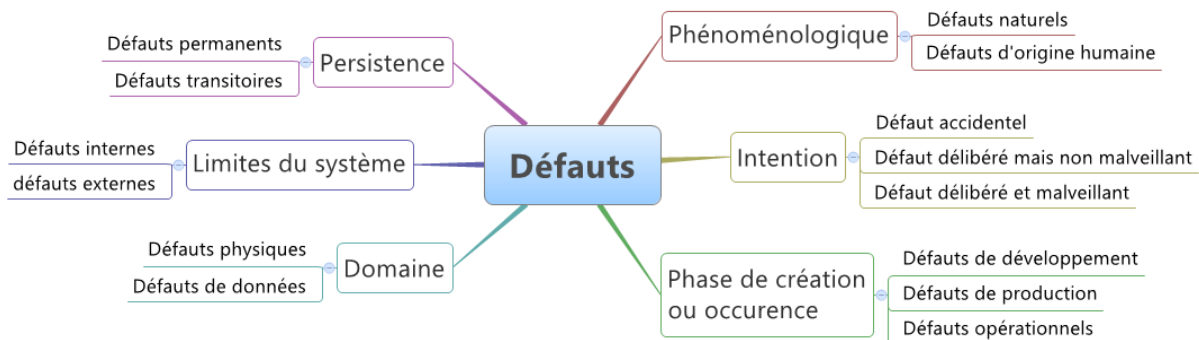 Défauts
Phénoménologique
Défauts naturels
Défauts d'origine humaine
Intention
Défaut accidentel
Défaut délibéré mais non malveillant
Défaut délibéré et malveillant
Phase de création
ou occurence
Défauts de développement
Défauts de production
Défauts opérationnels
Persistence
Défauts permanents
Défauts transitoires
Limites du système
Défauts internes
défauts externes
Domaine
Défauts physiques
Défauts de données